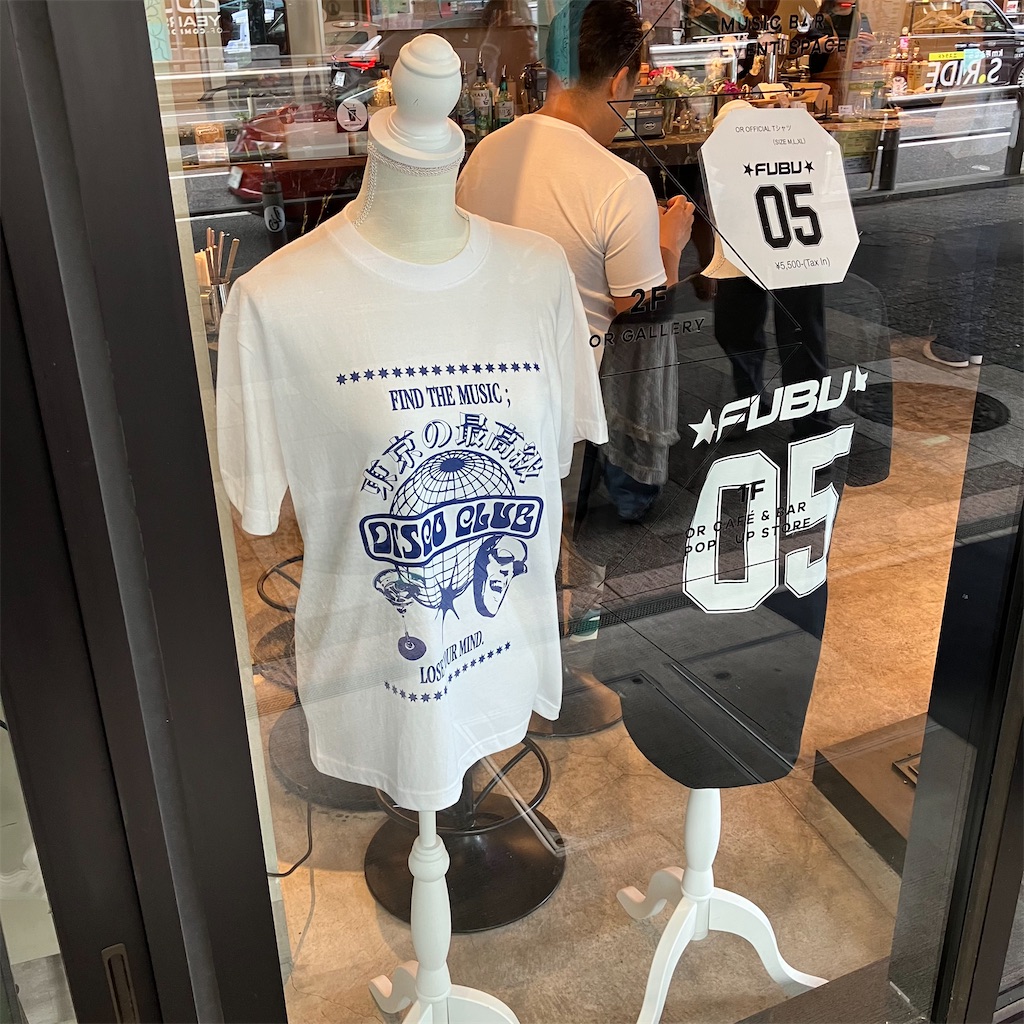 MUSIC BAR
EVENT SPACE
S.RIDE
OR OFFICIAL Tシャツ
(SIZE M,L,XL)
★FUBU★
05
¥5,500-(Tax In)
2F
OR GALLERY
FIND THE MUSIC ;
東京の最高級
DISCO CLUB
LOSE YOUR MIND.
★FUBU★
05
1F
OR CAFÉ & BAR
POP UP STORE